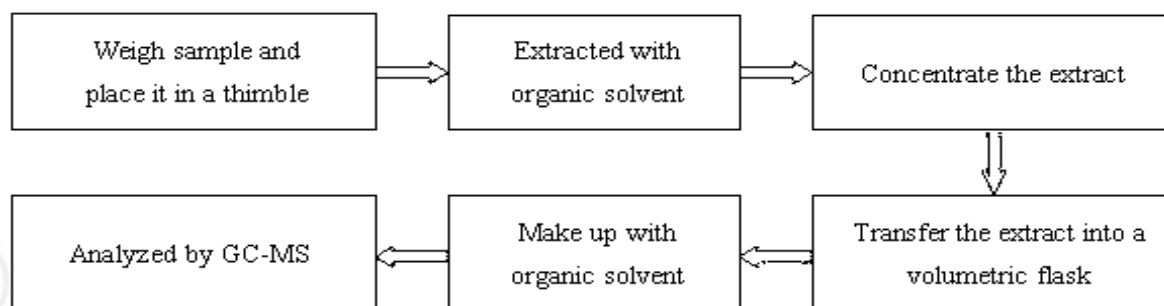 Weigh sample and
place it in a thimble
Extracted with
organic solvent
Concentrate the extract
Transfer the extract into a
volumetric flask
Make up with
organic solvent
Analyzed by GC-MS